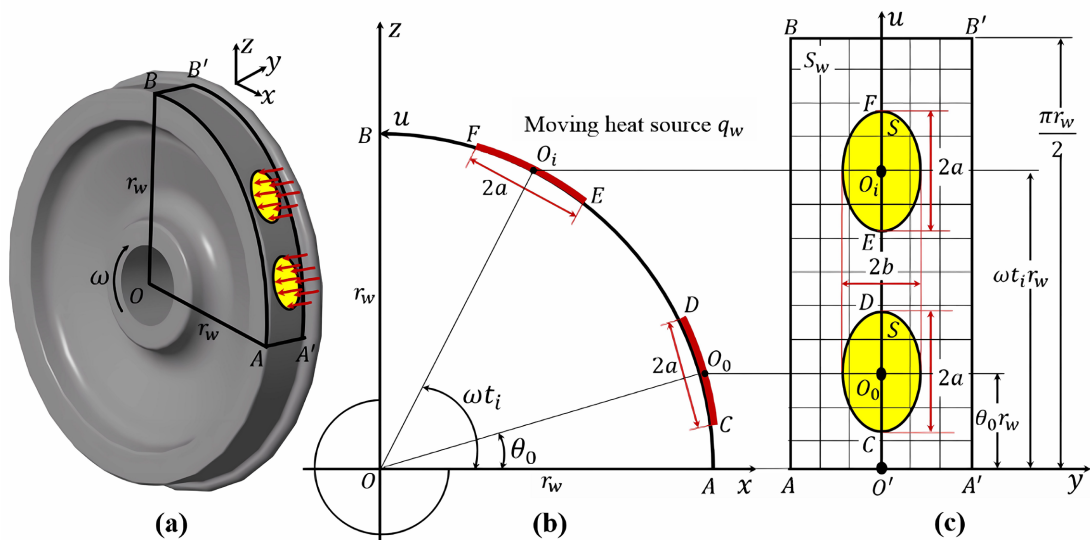 z
y
x
B
B′
r_w
ω
O
r_w
A
A′
(a)
z
u
B
F
O_i
Moving heat source q_w
2a
E
r_w
D
O_0
2a
C
ωt_i
θ_0
O
r_w
A
x
(b)
u
B
B′
S_w
F
S
O_i
2a
E
2b
D
S
O_0
2a
C
πr_w
2
ωt_i r_w
θ_0 r_w
A
O′
A′
y
(c)